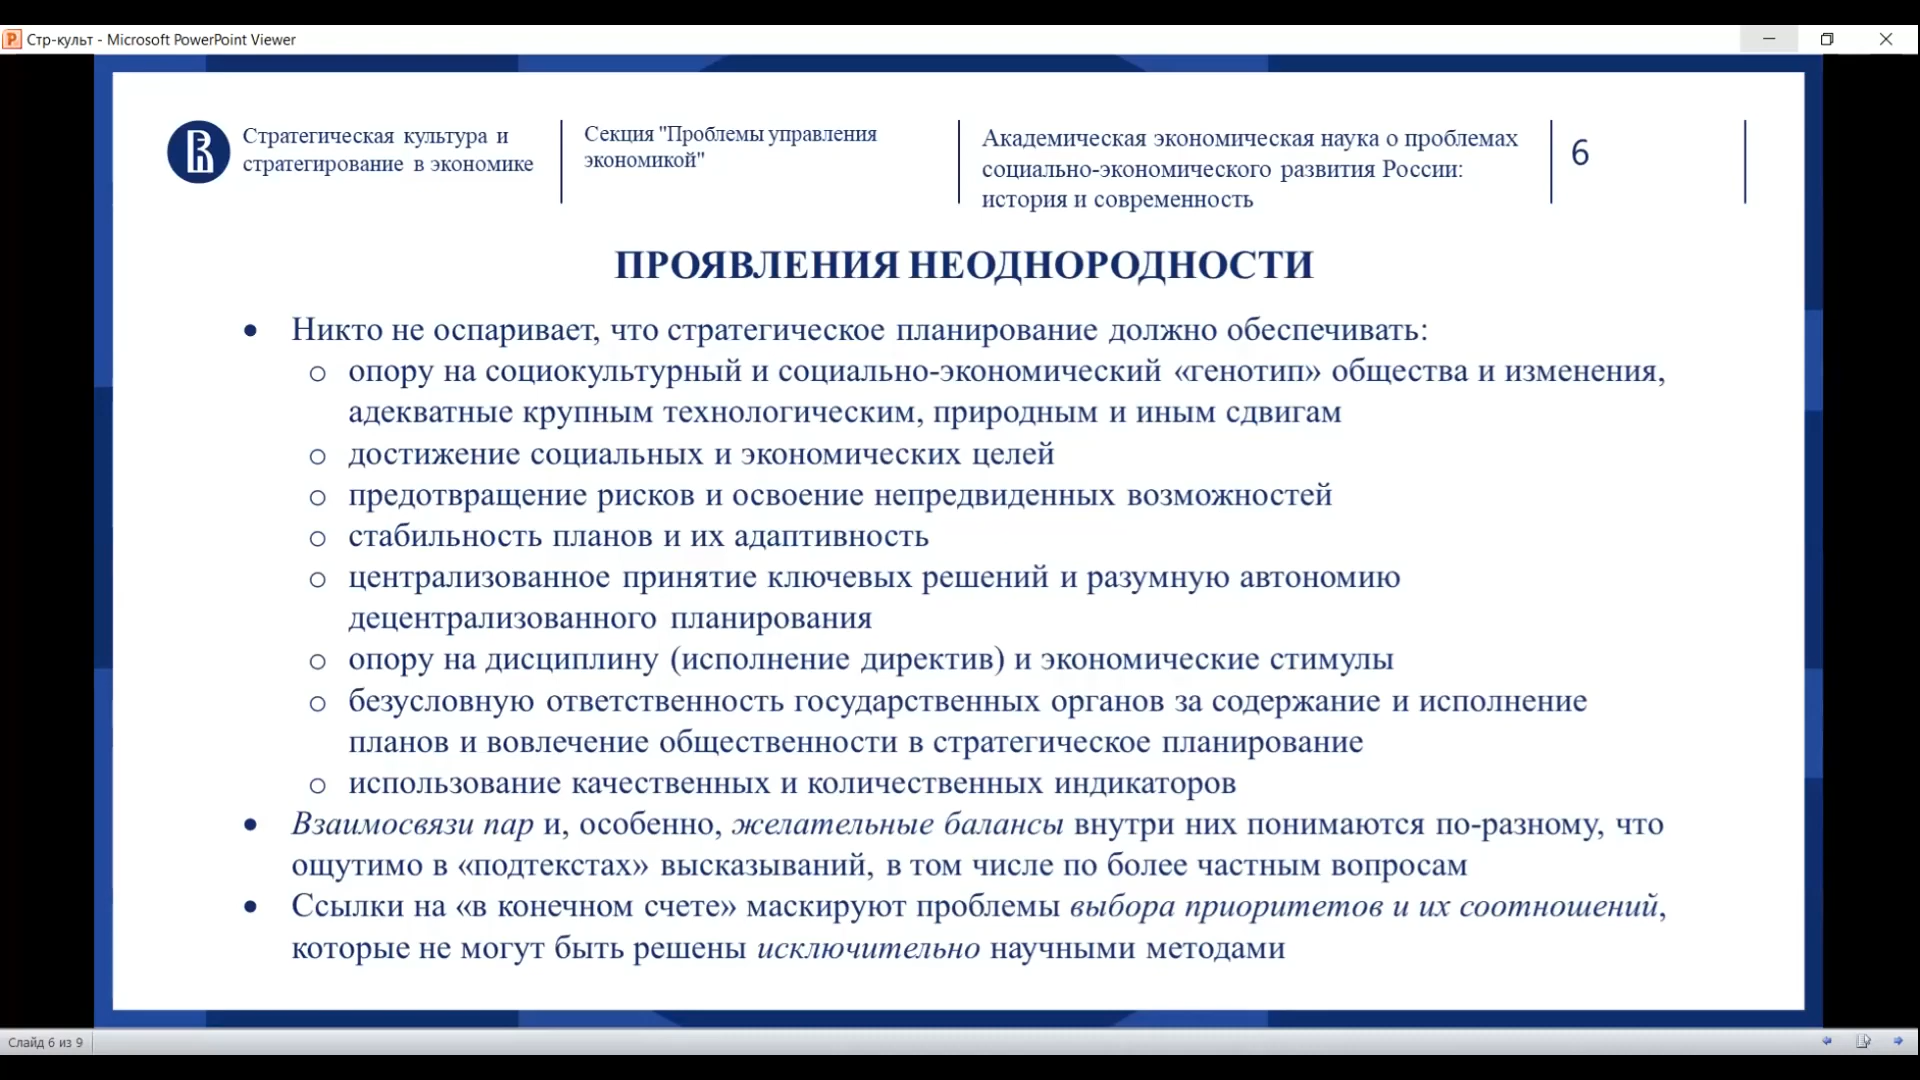 Стр-культ - Microsoft PowerPoint Viewer
Стратегическая культура и
стратегирование в экономике
Секция "Проблемы управления
экономикой"
Академическая экономическая наука о проблемах
социально-экономического развития России:
история и современность
6
ПРОЯВЛЕНИЯ НЕОДНОРОДНОСТИ
• Никто не оспаривает, что стратегическое планирование должно обеспечивать:
o опору на социокультурный и социально-экономический «генотип» общества и изменения,
адекватные крупным технологическим, природным и иным сдвигам
o достижение социальных и экономических целей
o предотвращение рисков и освоение непредвиденных возможностей
o стабильность планов и их адаптивность
o централизованное принятие ключевых решений и разумную автономию
децентрализованного планирования
o опору на дисциплину (исполнение директив) и экономические стимулы
o безусловную ответственность государственных органов за содержание и исполнение
планов и вовлечение общественности в стратегическое планирование
o использование качественных и количественных индикаторов
• Взаимосвязи пар и, особенно, желательные балансы внутри них понимаются по-разному, что
ощутимо в «подтекстах» высказываний, в том числе по более частным вопросам
• Ссылки на «в конечном счете» маскируют проблемы выбора приоритетов и их соотношений,
которые не могут быть решены исключительно научными методами
Слайд 6 из 9